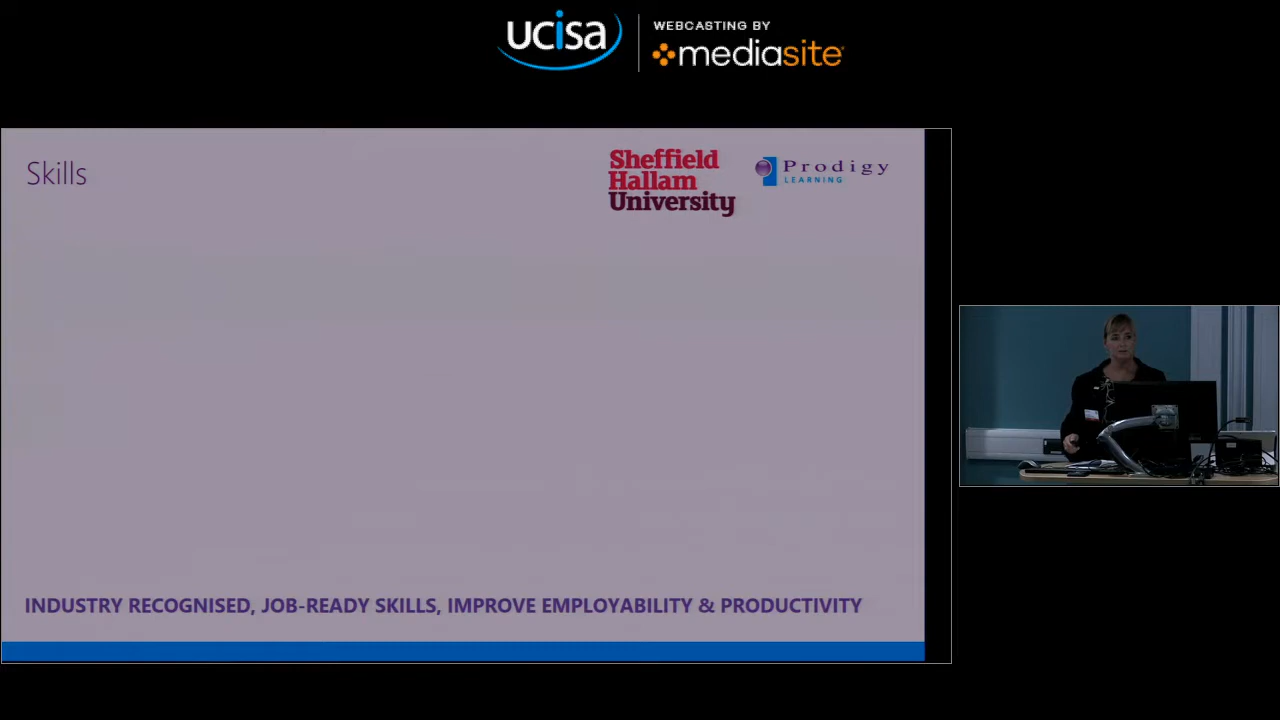 ucisa
WEBCASTING BY
mediasite
Skills
Sheffield
Hallam
University
Prodigy
LEARNING
INDUSTRY RECOGNISED, JOB-READY SKILLS, IMPROVE EMPLOYABILITY & PRODUCTIVITY